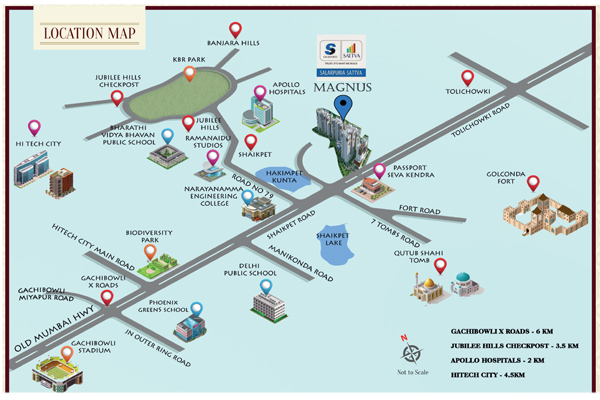 LOCATION MAP
BANJARA HILLS
KBR PARK
JUBILEE HILLS
CHECKPOST
APOLLO
HOSPITALS
S
SATTVA
SALARPURIA SATTVA
MAGNUS
TOLICHOWKI
TOLICHOWKI ROAD
HI TECH CITY
BHARATHI
VIDYA BHAVAN
PUBLIC SCHOOL
JUBILEE
HILLS
RAMANAIDU
STUDIOS
SHAIKPET
HAKIMPET
KUNTA
ROAD NO 79
PASSPORT
SEVA KENDRA
GOLCONDA
FORT
NARAYANAMMA
ENGINEERING
COLLEGE
FORT ROAD
7 TOMBS ROAD
SHAIKPET ROAD
SHAIKPET
LAKE
BIODIVERSITY
PARK
HITECH CITY MAIN ROAD
MANIKONDA ROAD
QUTUB SHAHI
TOMB
DELHI
PUBLIC SCHOOL
GACHIBOWLI
X ROADS
GACHIBOWLI
MIYAPUR ROAD
PHOENIX
GREENS SCHOOL
OLD MUMBAI HWY
IN OUTER RING ROAD
GACHIBOWLI
STADIUM
N
Not to Scale
GACHIBOWLI X ROADS - 6 KM
JUBILEE HILLS CHECKPOST - 3.5 KM
APOLLO HOSPITALS - 2 KM
HITECH CITY - 4.5KM